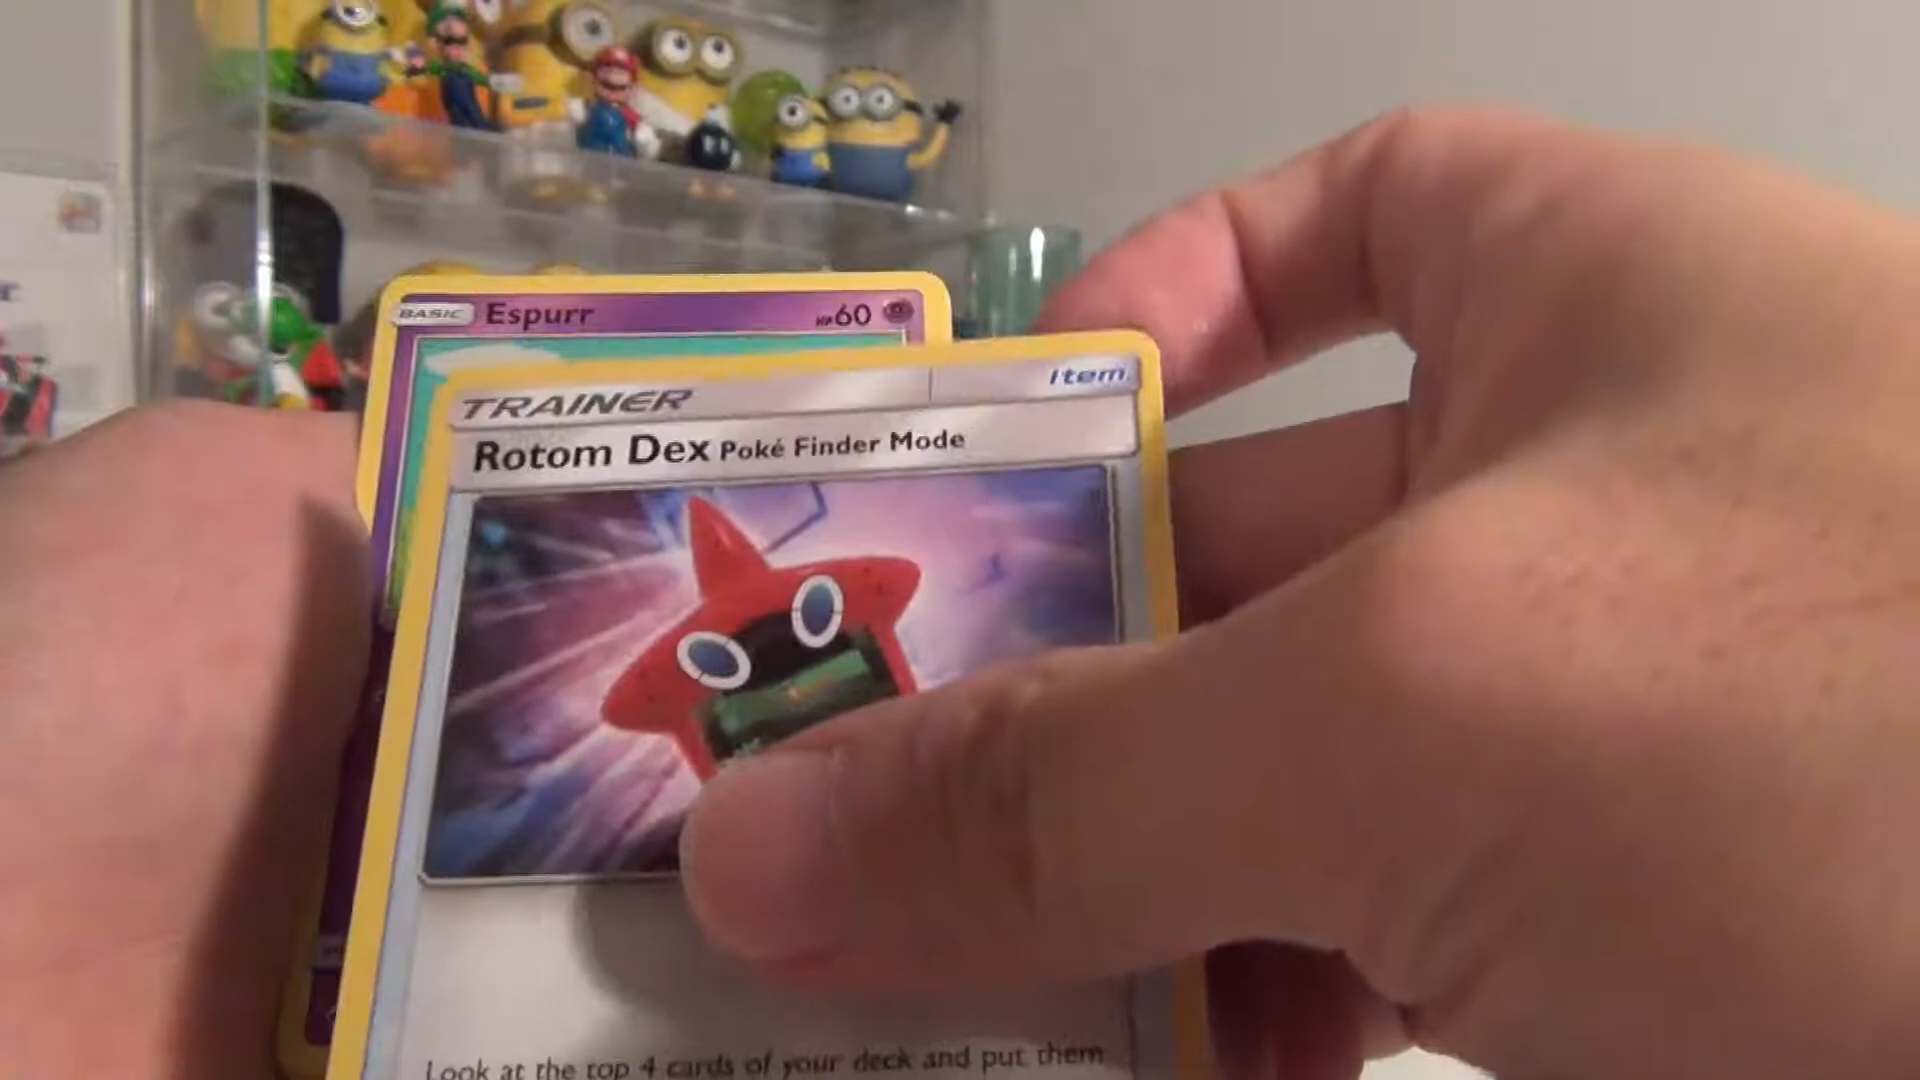 BASIC Espurr HP60
TRAINER Item
Rotom Dex Poké Finder Mode
Look at the top 4 cards of your deck and put them